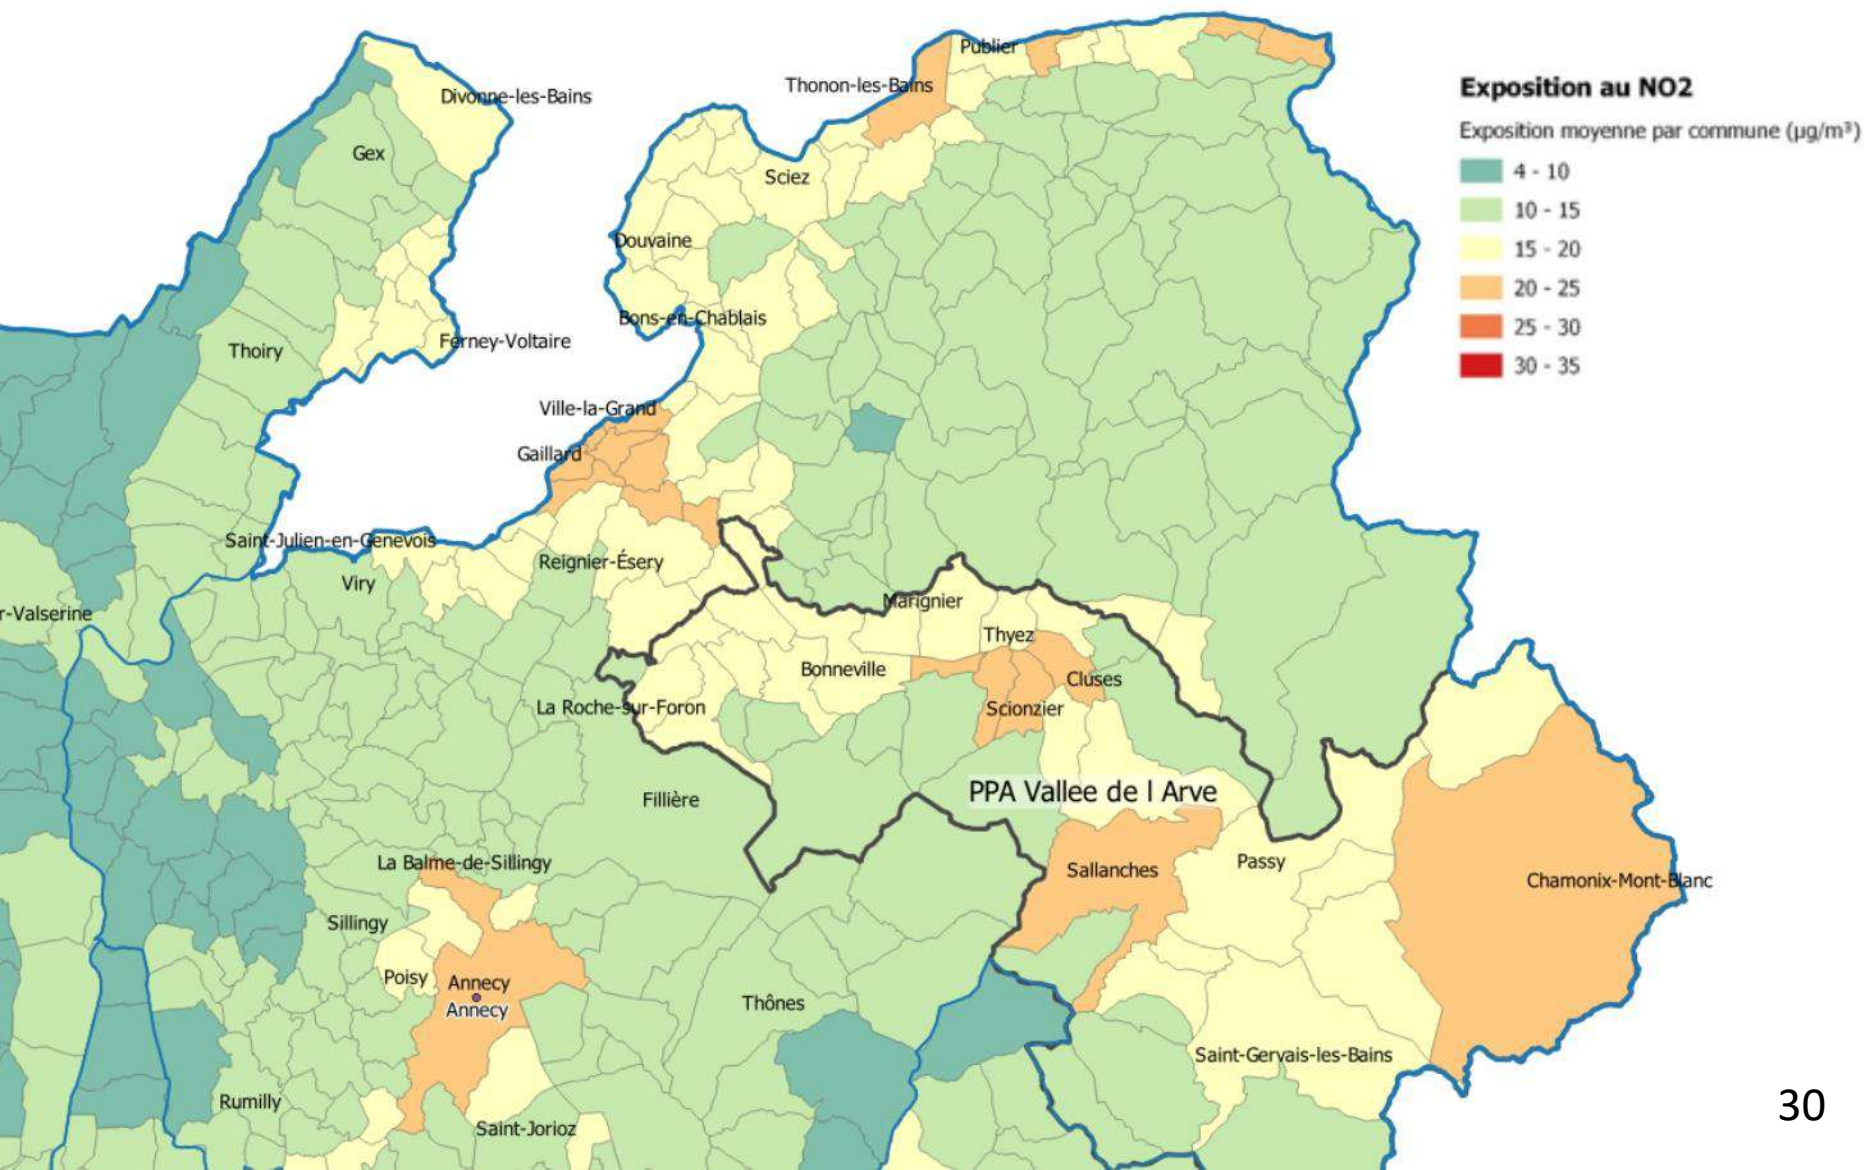 Publier
Thonon-les-Bains
Divonne-les-Bains
Gex
Sciez
Douvaine
Bons-en-Chablais
Ferney-Voltaire
Thoiry
Ville-la-Grand
Gaillard
Saint-Julien-en-Genevois
Viry
Reignier-Ésery
r-Valserine
Marignier
Thyez
Bonneville
Cluses
La Roche-sur-Foron
Scionzier
PPA Vallee de l Arve
Fillière
La Balme-de-Sillingy
Sallanches
Passy
Chamonix-Mont-Blanc
Sillingy
Poisy
Annecy
Annecy
Thônes
Saint-Gervais-les-Bains
Rumilly
Saint-Jorioz
Exposition au NO2
Exposition moyenne par commune (µg/m³)
4 - 10
10 - 15
15 - 20
20 - 25
25 - 30
30 - 35
30